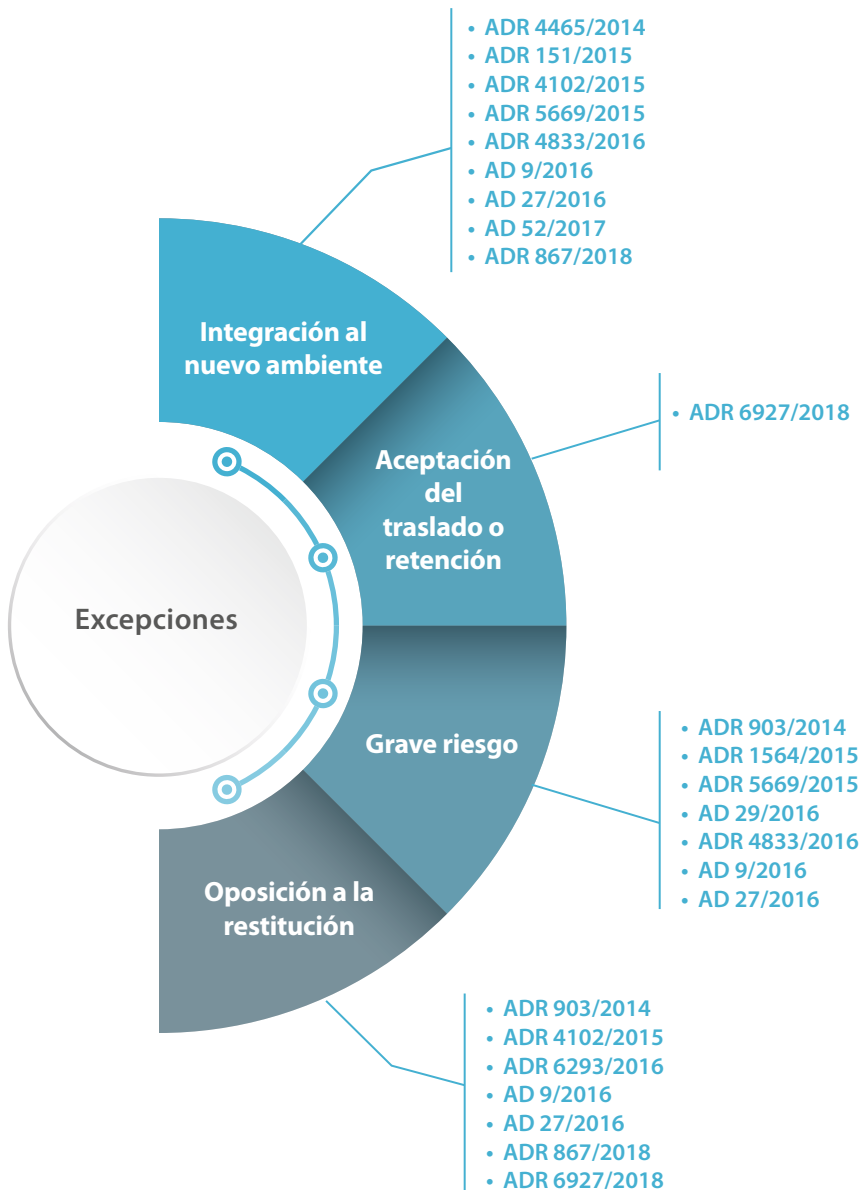 • ADR 4465/2014
• ADR 151/2015
• ADR 4102/2015
• ADR 5669/2015
• ADR 4833/2016
• AD 9/2016
• AD 27/2016
• AD 52/2017
• ADR 867/2018
Integración al
nuevo ambiente
• ADR 6927/2018
Aceptación
del
traslado o
retención
Excepciones
Grave riesgo
• ADR 903/2014
• ADR 1564/2015
• ADR 5669/2015
• AD 29/2016
• ADR 4833/2016
• AD 9/2016
• AD 27/2016
Oposición a la
restitución
• ADR 903/2014
• ADR 4102/2015
• ADR 6293/2016
• AD 9/2016
• AD 27/2016
• ADR 867/2018
• ADR 6927/2018